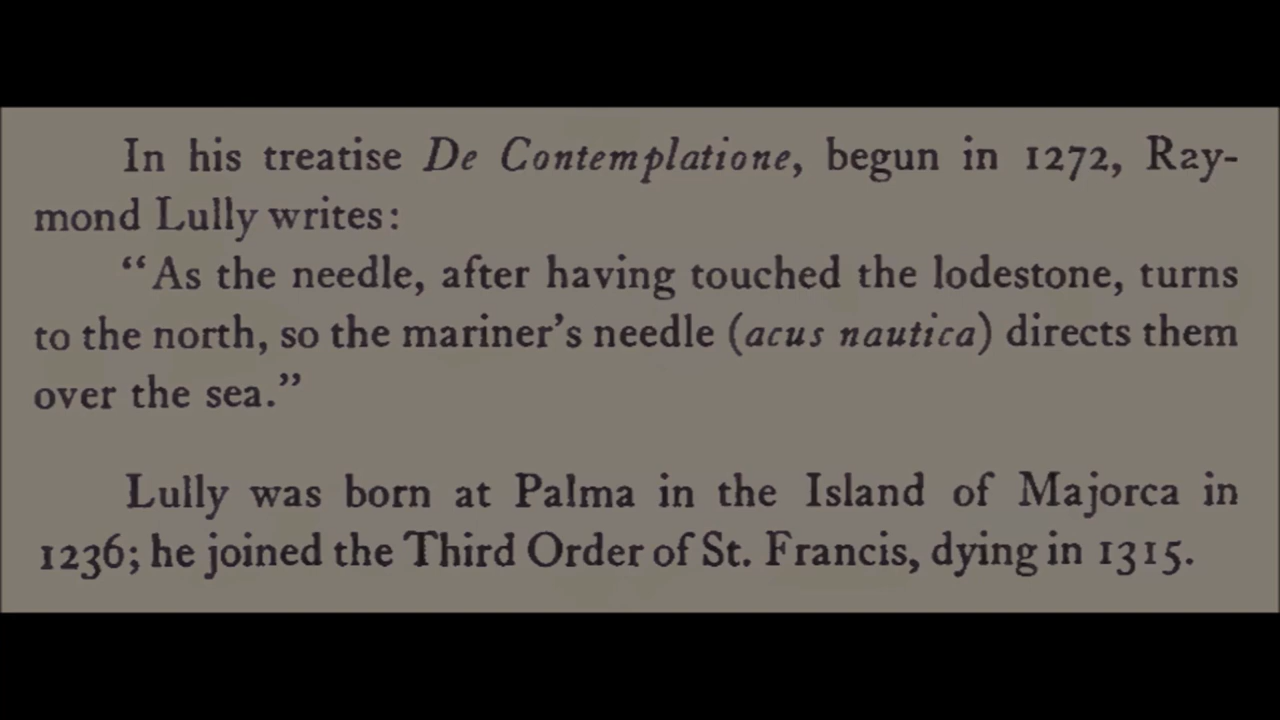 In his treatise De Contemplatione, begun in 1272, Ray-
mond Lully writes:
“As the needle, after having touched the lodestone, turns
to the north, so the mariner’s needle (acus nautica) directs them
over the sea.”
Lully was born at Palma in the Island of Majorca in
1236; he joined the Third Order of St. Francis, dying in 1315.